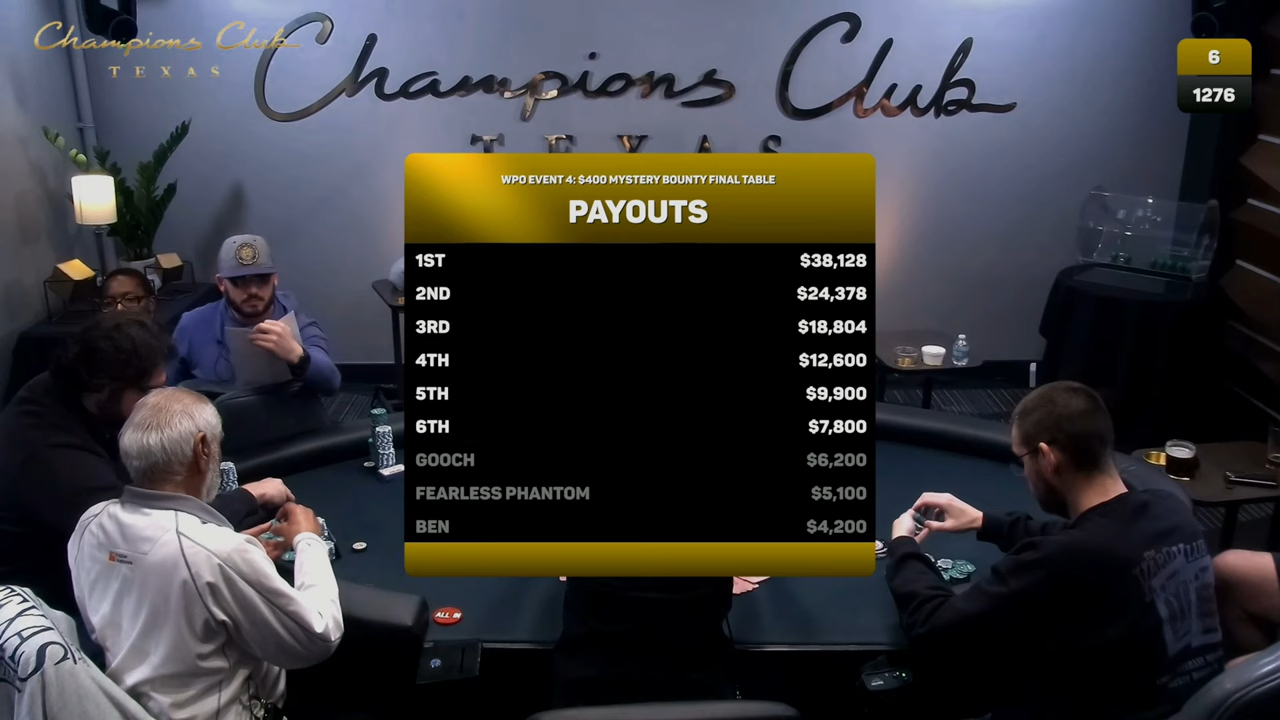 Champions Club
TEXAS
Champions Club
TEXAS
6
1276
WPO EVENT 4: $400 MYSTERY BOUNTY FINAL TABLE
PAYOUTS
1ST $38,128
2ND $24,378
3RD $18,804
4TH $12,600
5TH $9,900
6TH $7,800
GOOCH $6,200
FEARLESS PHANTOM $5,100
BEN $4,200
ALL IN